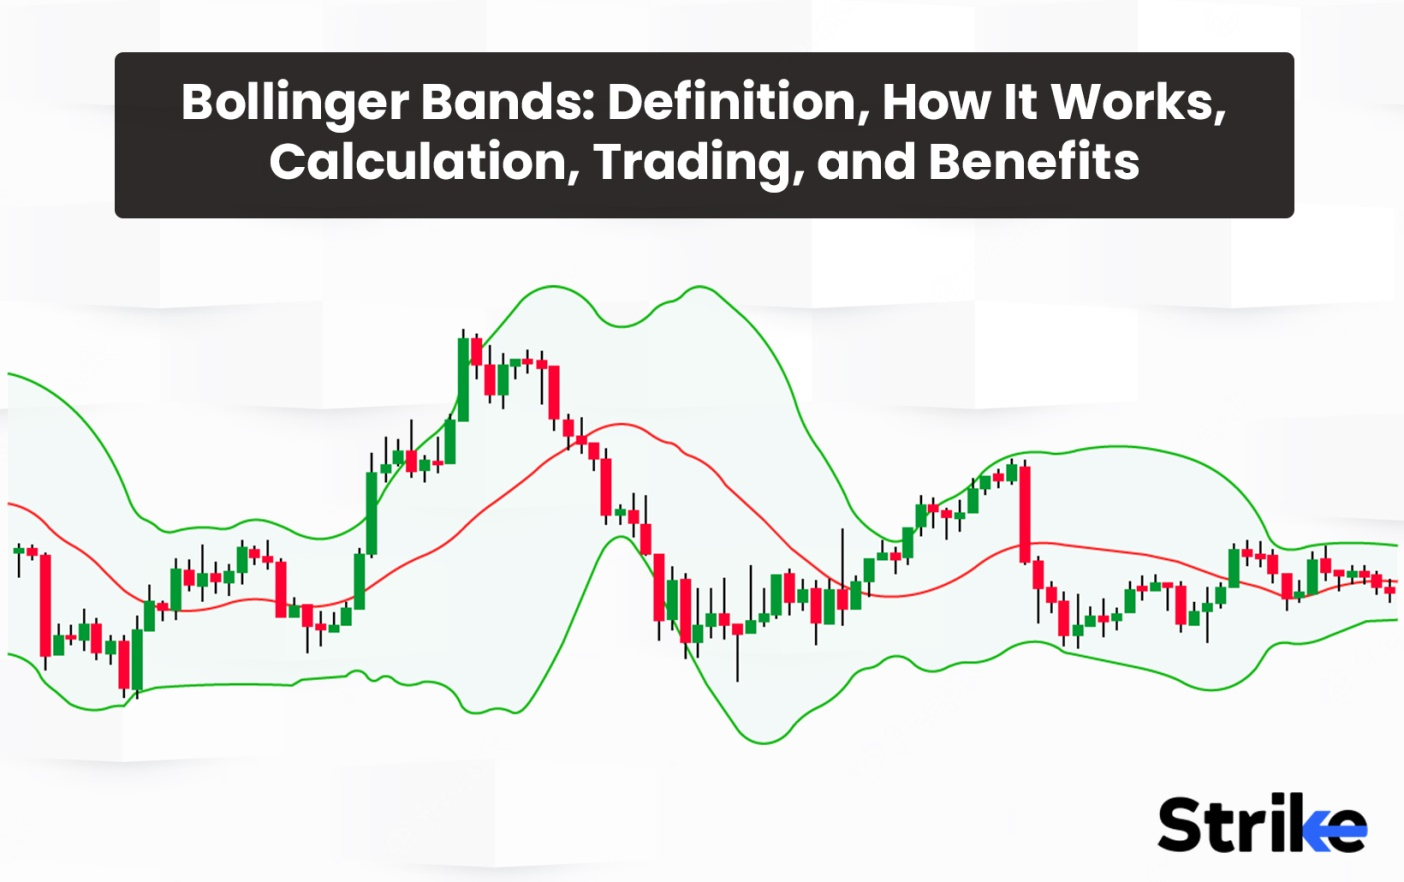 Bollinger Bands: Definition, How It Works,
Calculation, Trading, and Benefits
Strike